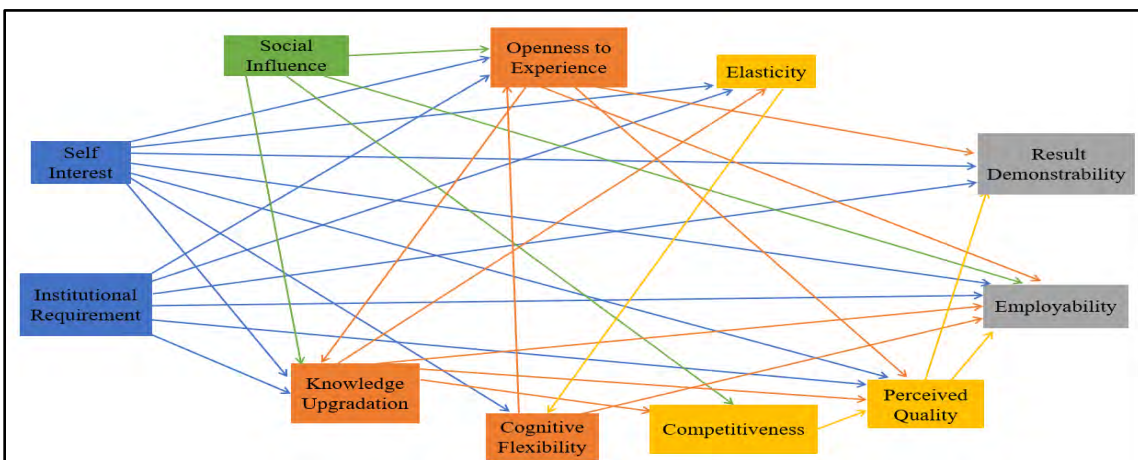 Social
Influence
Openness to
Experience
Elasticity
Self
Interest
Result
Demonstrability
Institutional
Requirement
Employability
Knowledge
Upgradation
Cognitive
Flexibility
Competitiveness
Perceived
Quality